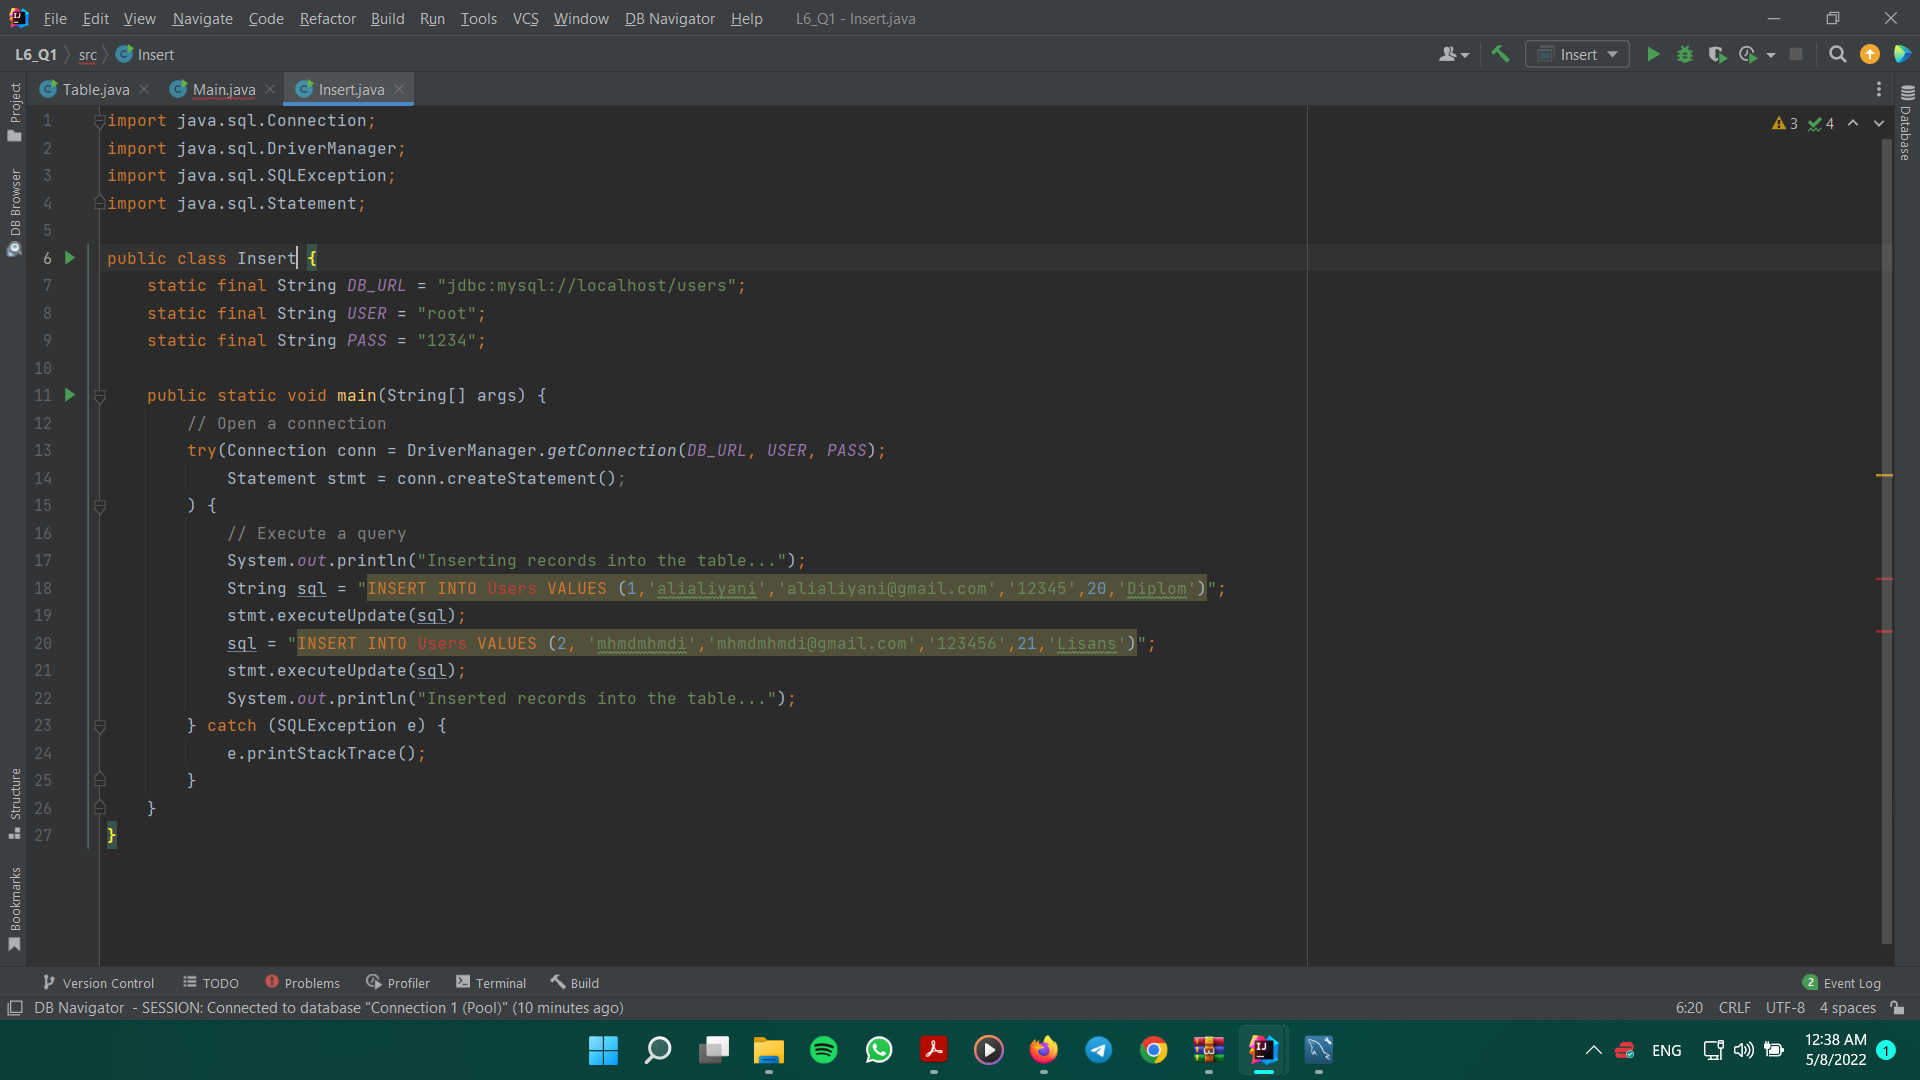 File Edit View Navigate Code Refactor Build Run Tools VCS Window DB Navigator Help L6_Q1 - Insert.java
L6_Q1 src Insert
Insert
Table.java Main.java Insert.java
Project
DB Browser
Structure
Bookmarks
Database
3 4
1 import java.sql.Connection;
2 import java.sql.DriverManager;
3 import java.sql.SQLException;
4 import java.sql.Statement;
5
6 public class Insert {
7 static final String DB_URL = "jdbc:mysql://localhost/users";
8 static final String USER = "root";
9 static final String PASS = "1234";
10
11 public static void main(String[] args) {
12 // Open a connection
13 try(Connection conn = DriverManager.getConnection(DB_URL, USER, PASS);
14 Statement stmt = conn.createStatement();
15 ) {
16 // Execute a query
17 System.out.println("Inserting records into the table...");
18 String sql = "INSERT INTO Users VALUES (1,'alialiyani','alialiyani@gmail.com','12345',20,'Diplom')";
19 stmt.executeUpdate(sql);
20 sql = "INSERT INTO Users VALUES (2, 'mhmdmhmdi','mhmdmhmdi@gmail.com','123456',21,'Lisans')";
21 stmt.executeUpdate(sql);
22 System.out.println("Inserted records into the table...");
23 } catch (SQLException e) {
24 e.printStackTrace();
25 }
26 }
27 }
Version Control TODO Problems Profiler Terminal Build 2 Event Log
DB Navigator - SESSION: Connected to database "Connection 1 (Pool)" (10 minutes ago) 6:20 CRLF UTF-8 4 spaces
ENG 12:38 AM 1
5/8/2022